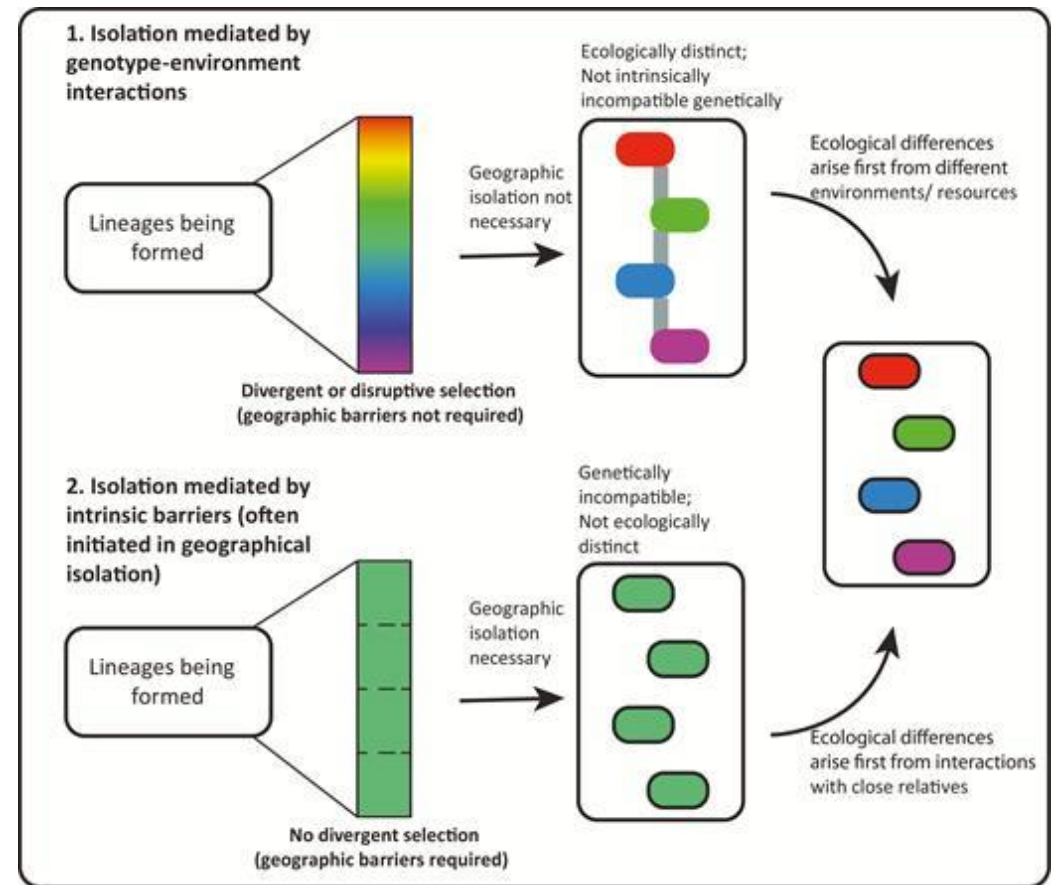 1. Isolation mediated by
genotype-environment
interactions
Lineages being
formed
Divergent or disruptive selection
(geographic barriers not required)
Geographic
isolation not
necessary
Ecologically distinct;
Not intrinsically
incompatible genetically
Ecological differences
arise first from different
environments/ resources
2. Isolation mediated by
intrinsic barriers (often
initiated in geographical
isolation)
Lineages being
formed
No divergent selection
(geographic barriers required)
Geographic
isolation
necessary
Genetically
incompatible;
Not ecologically
distinct
Ecological differences
arise first from interactions
with close relatives